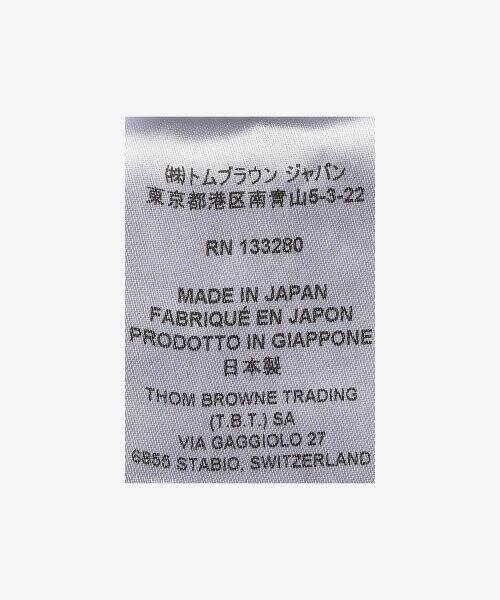 ㈱トムブラウン ジャパン
東京都港区南青山5-3-22
RN 133280
MADE IN JAPAN
FABRIQUÉ EN JAPON
PRODOTTO IN GIAPPONE
日本製
THOM BROWNE TRADING
(T.B.T.) SA
VIA GAGGIOLO 27
6855 STABIO, SWITZERLAND